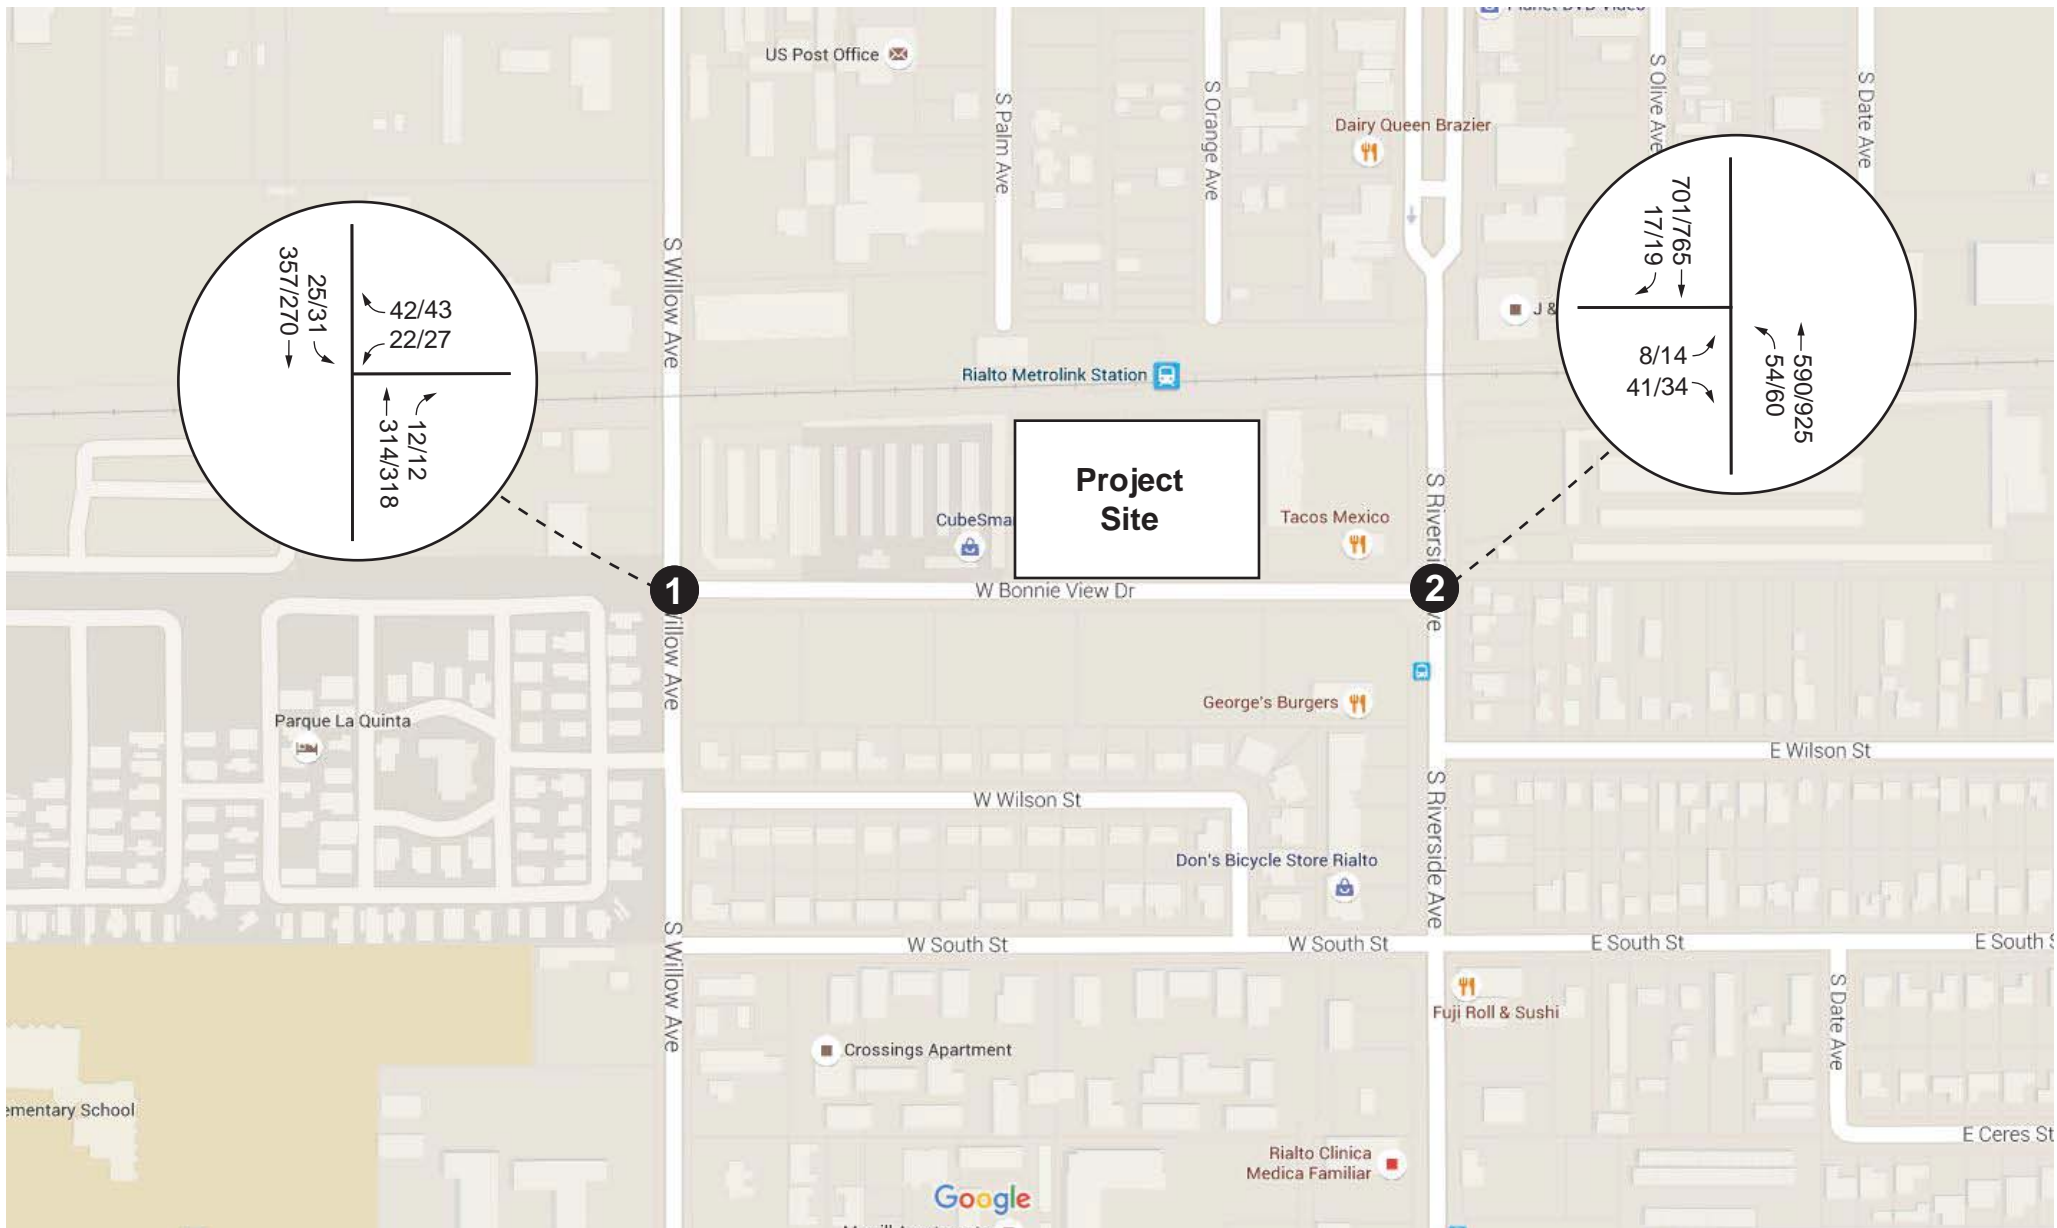 Planet DVD Video
US Post Office
S Palm Ave
S Orange Ave
S Olive Ave
S Date Ave
Dairy Queen Brazier
S Willow Ave
357/270
25/31
42/43
22/27
12/12
314/318
701/765
17/19
8/14
41/34
590/925
54/60
J &
Rialto Metrolink Station
Project
Site
CubeSma
Tacos Mexico
S Riversi
ve
1
2
W Bonnie View Dr
illow Ave
George's Burgers
Parque La Quinta
E Wilson St
W Wilson St
S Riverside Ave
Don's Bicycle Store Rialto
S Willow Ave
W South St
W South St
E South St
E South S
Fuji Roll & Sushi
S Date Ave
Crossings Apartment
ementary School
E Ceres St
Rialto Clinica
Medica Familiar
Google